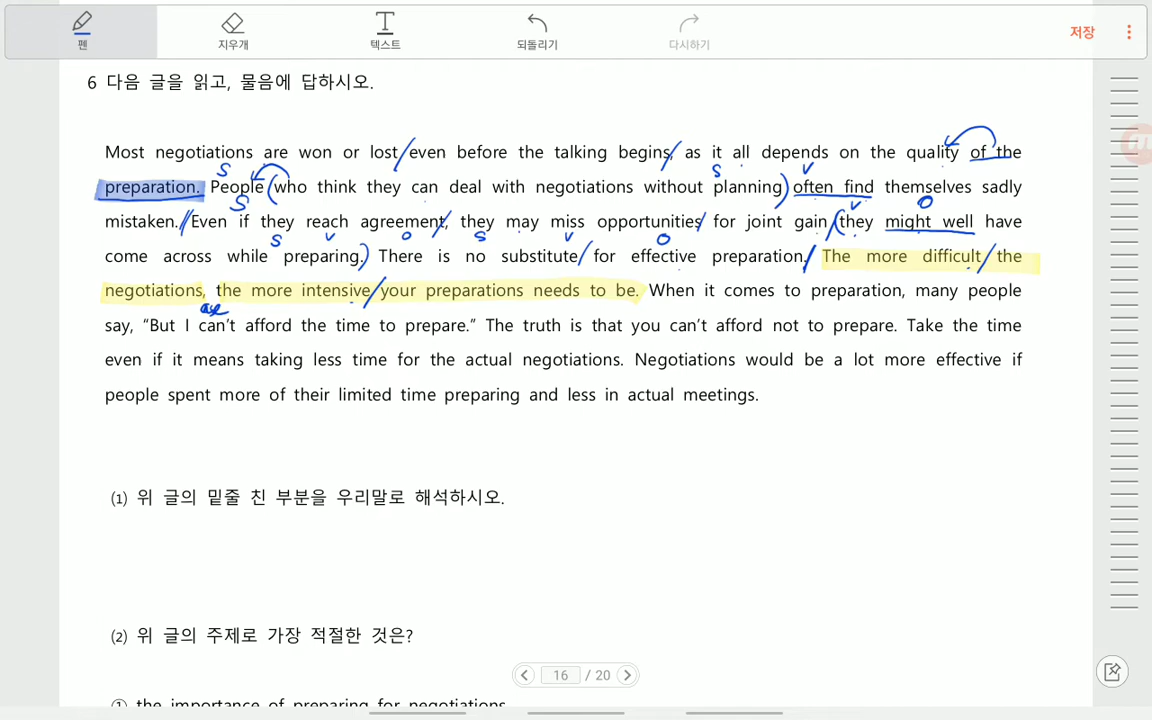 펜 지우개 텍스트 되돌리기 다시하기 저장
6 다음 글을 읽고, 물음에 답하시오.
Most negotiations are won or lost even before the talking begins, as it all depends on the quality of the
preparation. People who think they can deal with negotiations without planning often find themselves sadly
mistaken. Even if they reach agreement, they may miss opportunities for joint gain they might well have
come across while preparing. There is no substitute for effective preparation. The more difficult the
negotiations, the more intensive your preparations needs to be. When it comes to preparation, many people
say, “But I can’t afford the time to prepare.” The truth is that you can’t afford not to prepare. Take the time
even if it means taking less time for the actual negotiations. Negotiations would be a lot more effective if
people spent more of their limited time preparing and less in actual meetings.
(1) 위 글의 밑줄 친 부분을 우리말로 해석하시오.
(2) 위 글의 주제로 가장 적절한 것은?
16 / 20
① the importance of preparing for negotiations